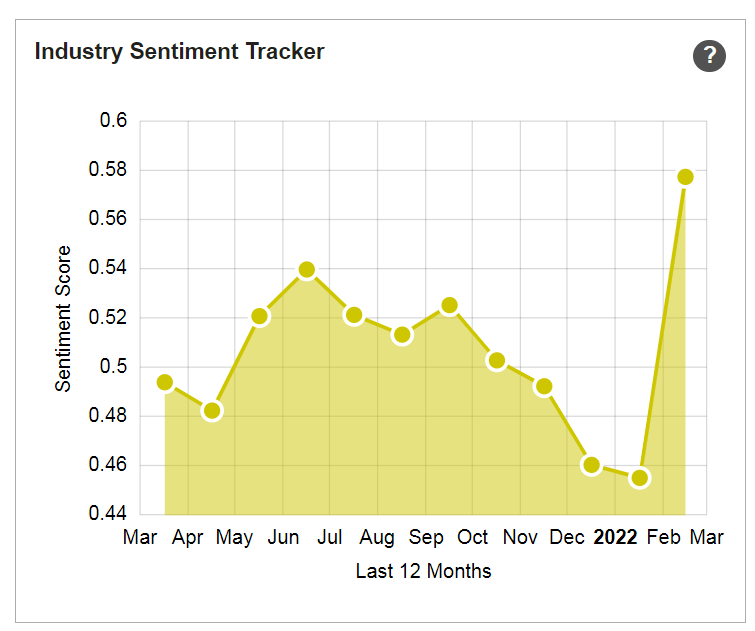 Industry Sentiment Tracker
?
0.6
0.58
0.56
0.54
0.52
0.5
0.48
0.46
0.44
Sentiment Score
Mar Apr May Jun Jul Aug Sep Oct Nov Dec 2022 Feb Mar
Last 12 Months